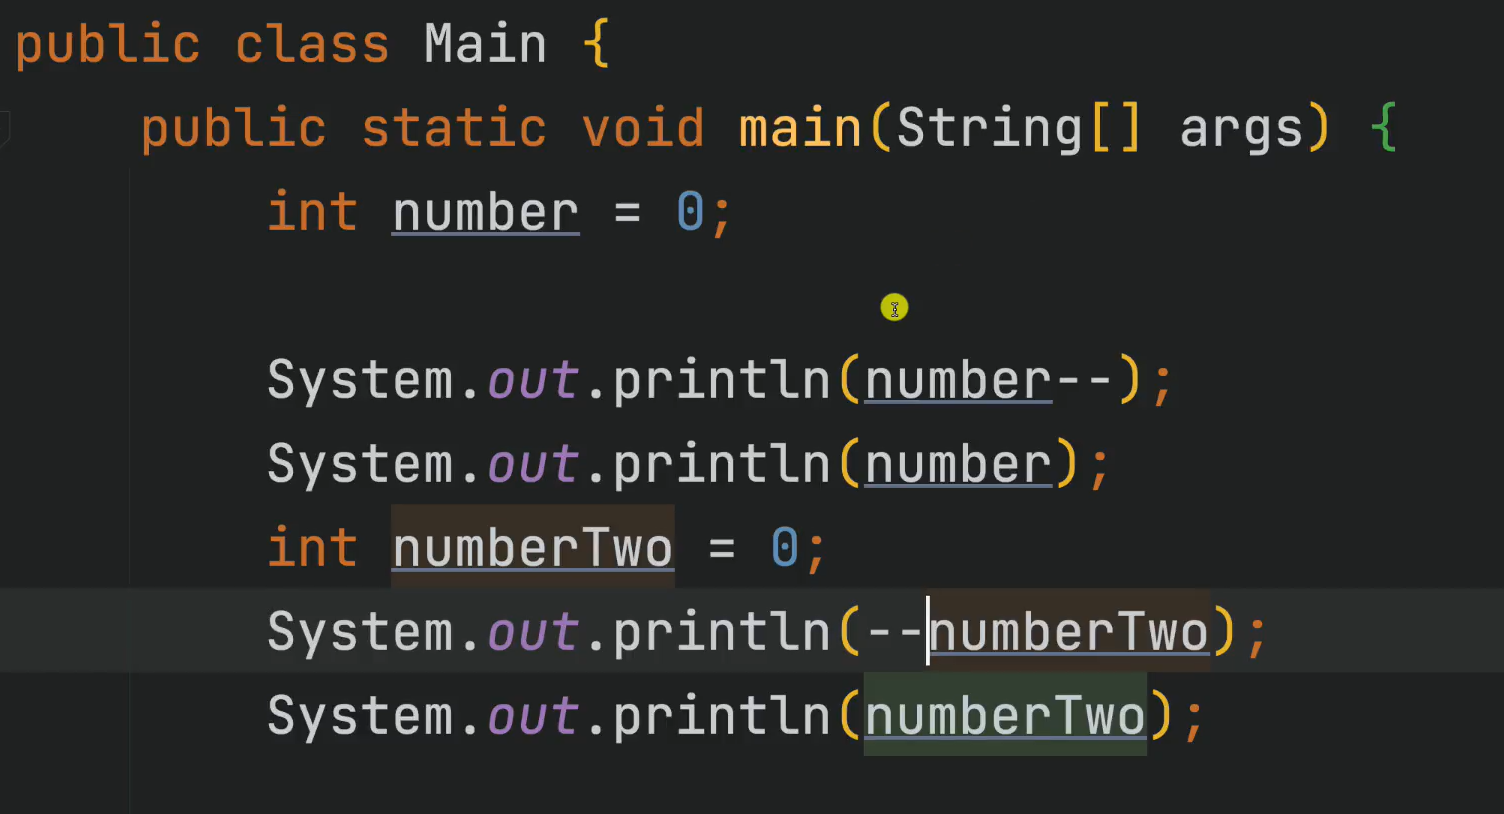 public class Main {
public static void main(String[] args) {
int number = 0;
System.out.println(number--);
System.out.println(number);
int numberTwo = 0;
System.out.println(--numberTwo);
System.out.println(numberTwo);